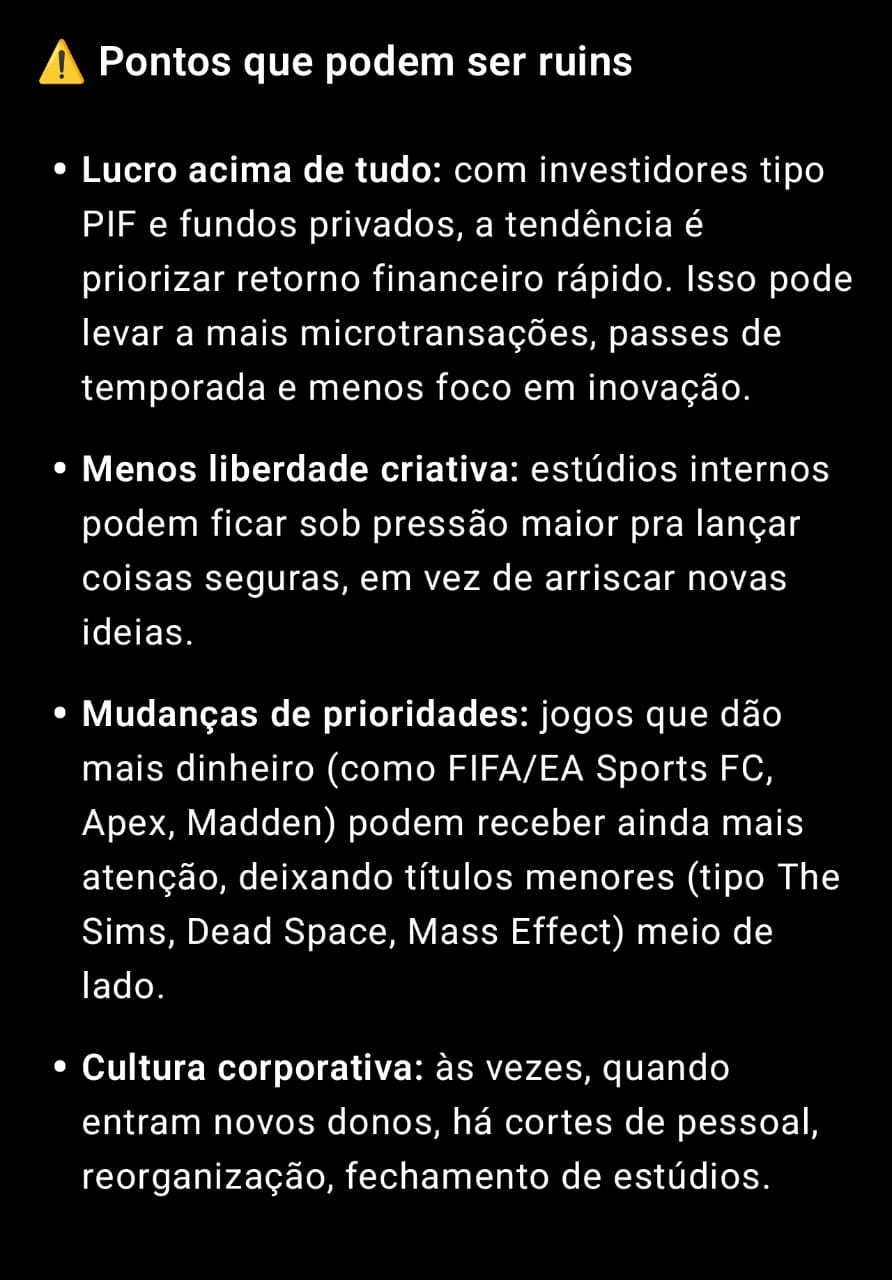 ⚠️ Pontos que podem ser ruins
• Lucro acima de tudo: com investidores tipo
PIF e fundos privados, a tendência é
priorizar retorno financeiro rápido. Isso pode
levar a mais microtransações, passes de
temporada e menos foco em inovação.
• Menos liberdade criativa: estúdios internos
podem ficar sob pressão maior pra lançar
coisas seguras, em vez de arriscar novas
ideias.
• Mudanças de prioridades: jogos que dão
mais dinheiro (como FIFA/EA Sports FC,
Apex, Madden) podem receber ainda mais
atenção, deixando títulos menores (tipo The
Sims, Dead Space, Mass Effect) meio de
lado.
• Cultura corporativa: às vezes, quando
entram novos donos, há cortes de pessoal,
reorganização, fechamento de estúdios.